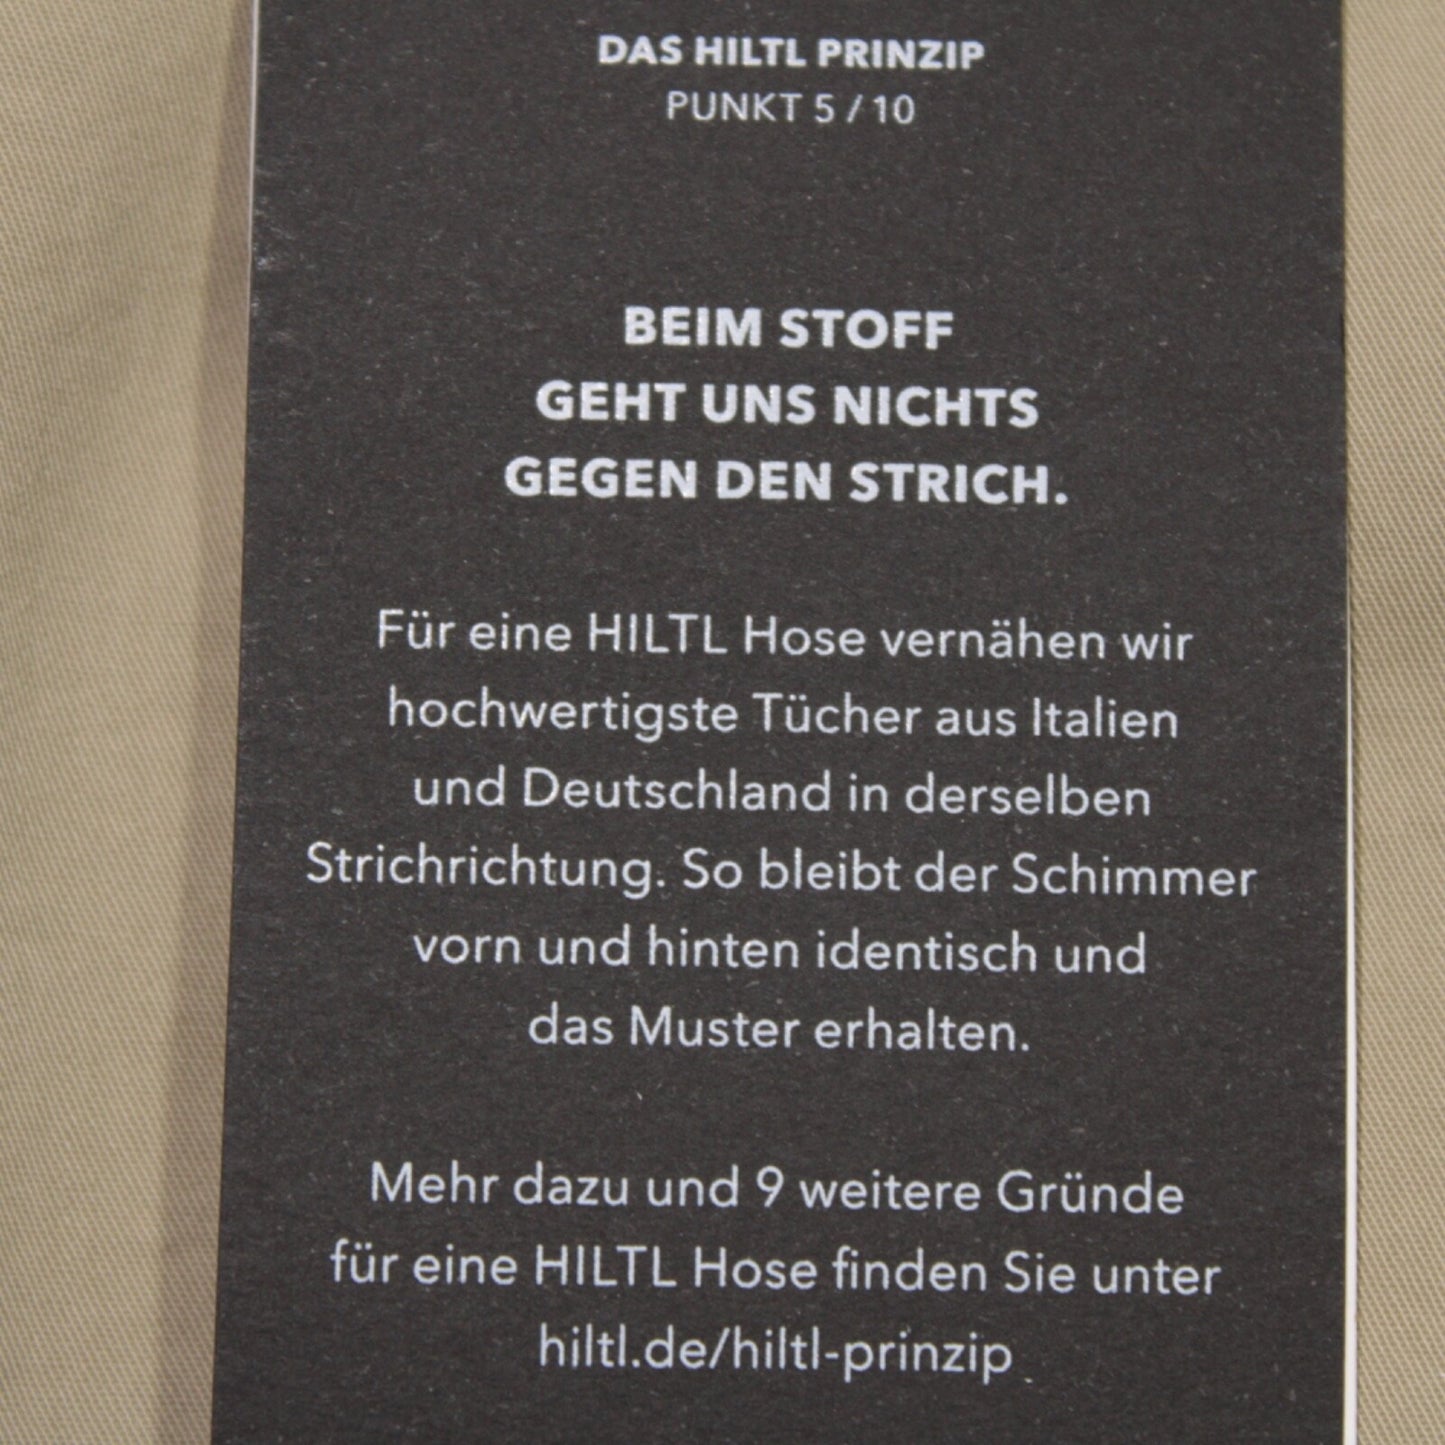 DAS HILTL PRINZIP
PUNKT 5 / 10
BEIM STOFF
GEHT UNS NICHTS
GEGEN DEN STRICH.
Für eine HILTL Hose vernähen wir
hochwertigste Tücher aus Italien
und Deutschland in derselben
Strichrichtung. So bleibt der Schimmer
vorn und hinten identisch und
das Muster erhalten.
Mehr dazu und 9 weitere Gründe
für eine HILTL Hose finden Sie unter
hiltl.de/hiltl-prinzip